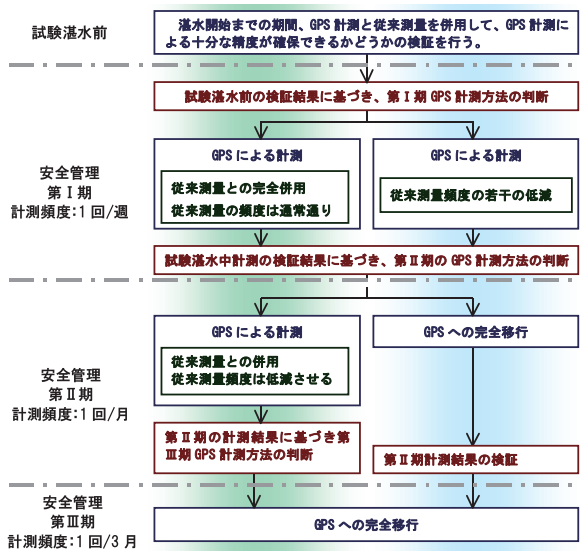 試験湛水前
湛水開始までの期間、GPS計測と従来測量を併用して、GPS計測に
よる十分な精度が確保できるかどうかの検証を行う。
試験湛水前の検証結果に基づき、第Ⅰ期GPS計測方法の判断
安全管理
第Ⅰ期
計測頻度:1回/週
GPSによる計測
従来測量との完全併用
従来測量の頻度は通常通り
GPSによる計測
従来測量頻度の若干の低減
試験湛水中計測の検証結果に基づき、第Ⅱ期のGPS計測方法の判断
安全管理
第Ⅱ期
計測頻度:1回/月
GPSによる計測
従来測量との併用
従来測量頻度は低減させる
GPSへの完全移行
第Ⅱ期の計測結果に基づき第
Ⅲ期GPS計測方法の判断
第Ⅱ期計測結果の検証
安全管理
第Ⅲ期
計測頻度:1回/3月
GPSへの完全移行